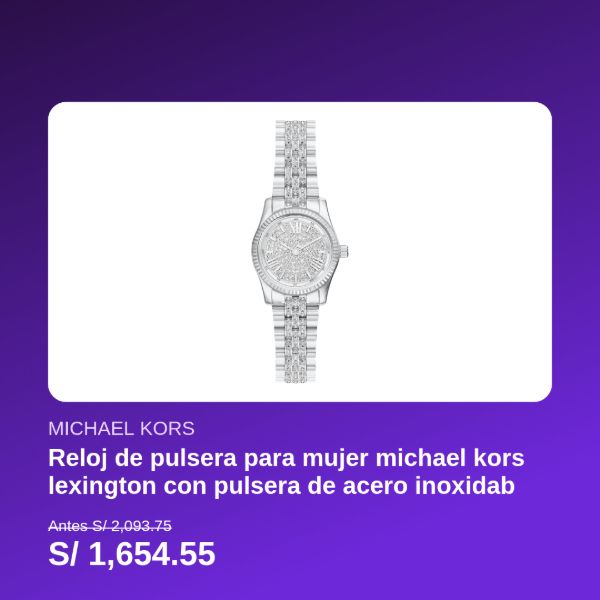 MICHAEL KORS
Reloj de pulsera para mujer michael kors
lexington con pulsera de acero inoxidab
Antes S/ 2,093.75
S/ 1,654.55